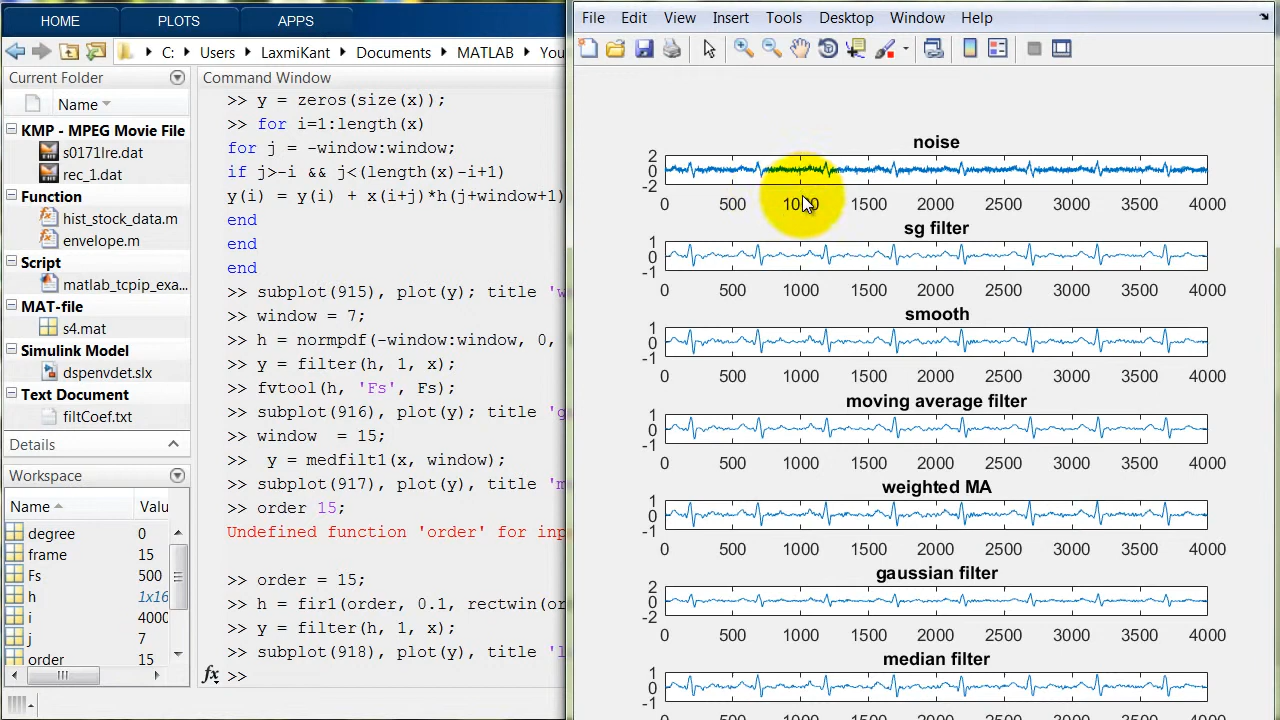 HOME PLOTS APPS
C: Users LaxmiKant Documents MATLAB You
Current Folder
Name
KMP - MPEG Movie File
s0171lre.dat
rec_1.dat
Function
hist_stock_data.m
envelope.m
Script
matlab_tcpip_exa...
MAT-file
s4.mat
Simulink Model
dspenvdet.slx
Text Document
filtCoef.txt
Details
Workspace
Name Valu
degree 0
frame 15
Fs 500
h 1x16
i 4000
j 7
order 15
Command Window
>> y = zeros(size(x));
>> for i=1:length(x)
for j = -window:window;
if j>-i && j<(length(x)-i+1)
y(i) = y(i) + x(i+j)*h(j+window+1)
end
end
end
>> subplot(915), plot(y); title 'w
>> window = 7;
>> h = normpdf(-window:window, 0,
>> y = filter(h, 1, x);
>> fvtool(h, 'Fs', Fs);
>> subplot(916), plot(y); title 'g
>> window  = 15;
>>  y = medfilt1(x, window);
>> subplot(917), plot(y), title 'm
>> order 15;
Undefined function 'order' for inp
>> order = 15;
>> h = fir1(order, 0.1, rectwin(or
>> y = filter(h, 1, x);
>> subplot(918), plot(y), title 'l
fx >>
File Edit View Insert Tools Desktop Window Help
noise
2
0
-2
0 500 1000 1500 2000 2500 3000 3500 4000
sg filter
1
0
-1
0 500 1000 1500 2000 2500 3000 3500 4000
smooth
1
0
-1
0 500 1000 1500 2000 2500 3000 3500 4000
moving average filter
1
0
-1
0 500 1000 1500 2000 2500 3000 3500 4000
weighted MA
1
0
-1
0 500 1000 1500 2000 2500 3000 3500 4000
gaussian filter
2
0
-2
0 500 1000 1500 2000 2500 3000 3500 4000
median filter
1
0
-1